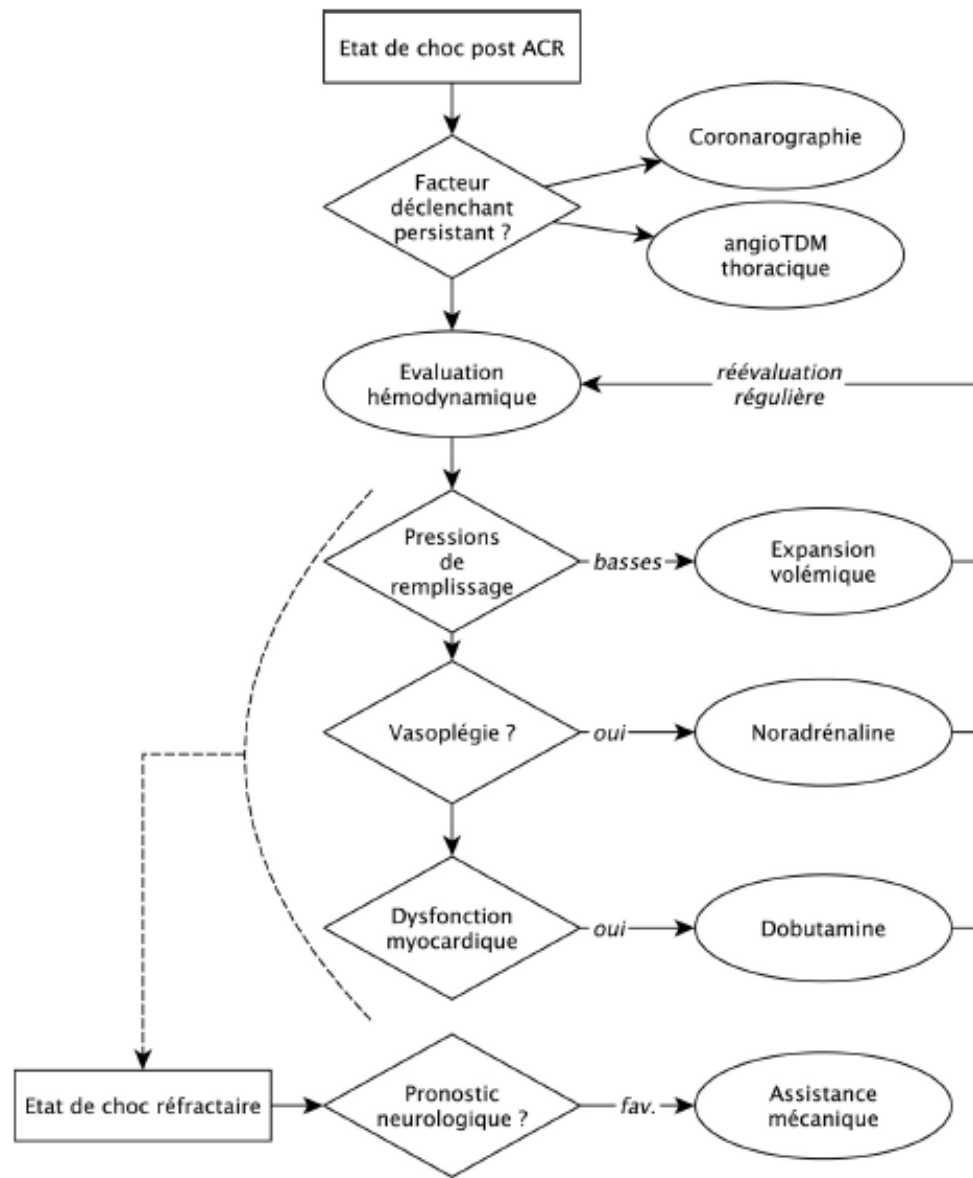 Etat de choc post ACR
Coronarographie
Facteur
déclenchant
persistant ?
angioTDM
thoracique
Evaluation
hémodynamique
réévaluation
régulière
Pressions
de
remplissage
basses
Expansion
volémique
Vasoplégie ?
oui
Noradrénaline
Dysfonction
myocardique
oui
Dobutamine
Etat de choc réfractaire
Pronostic
neurologique ?
fav.
Assistance
mécanique